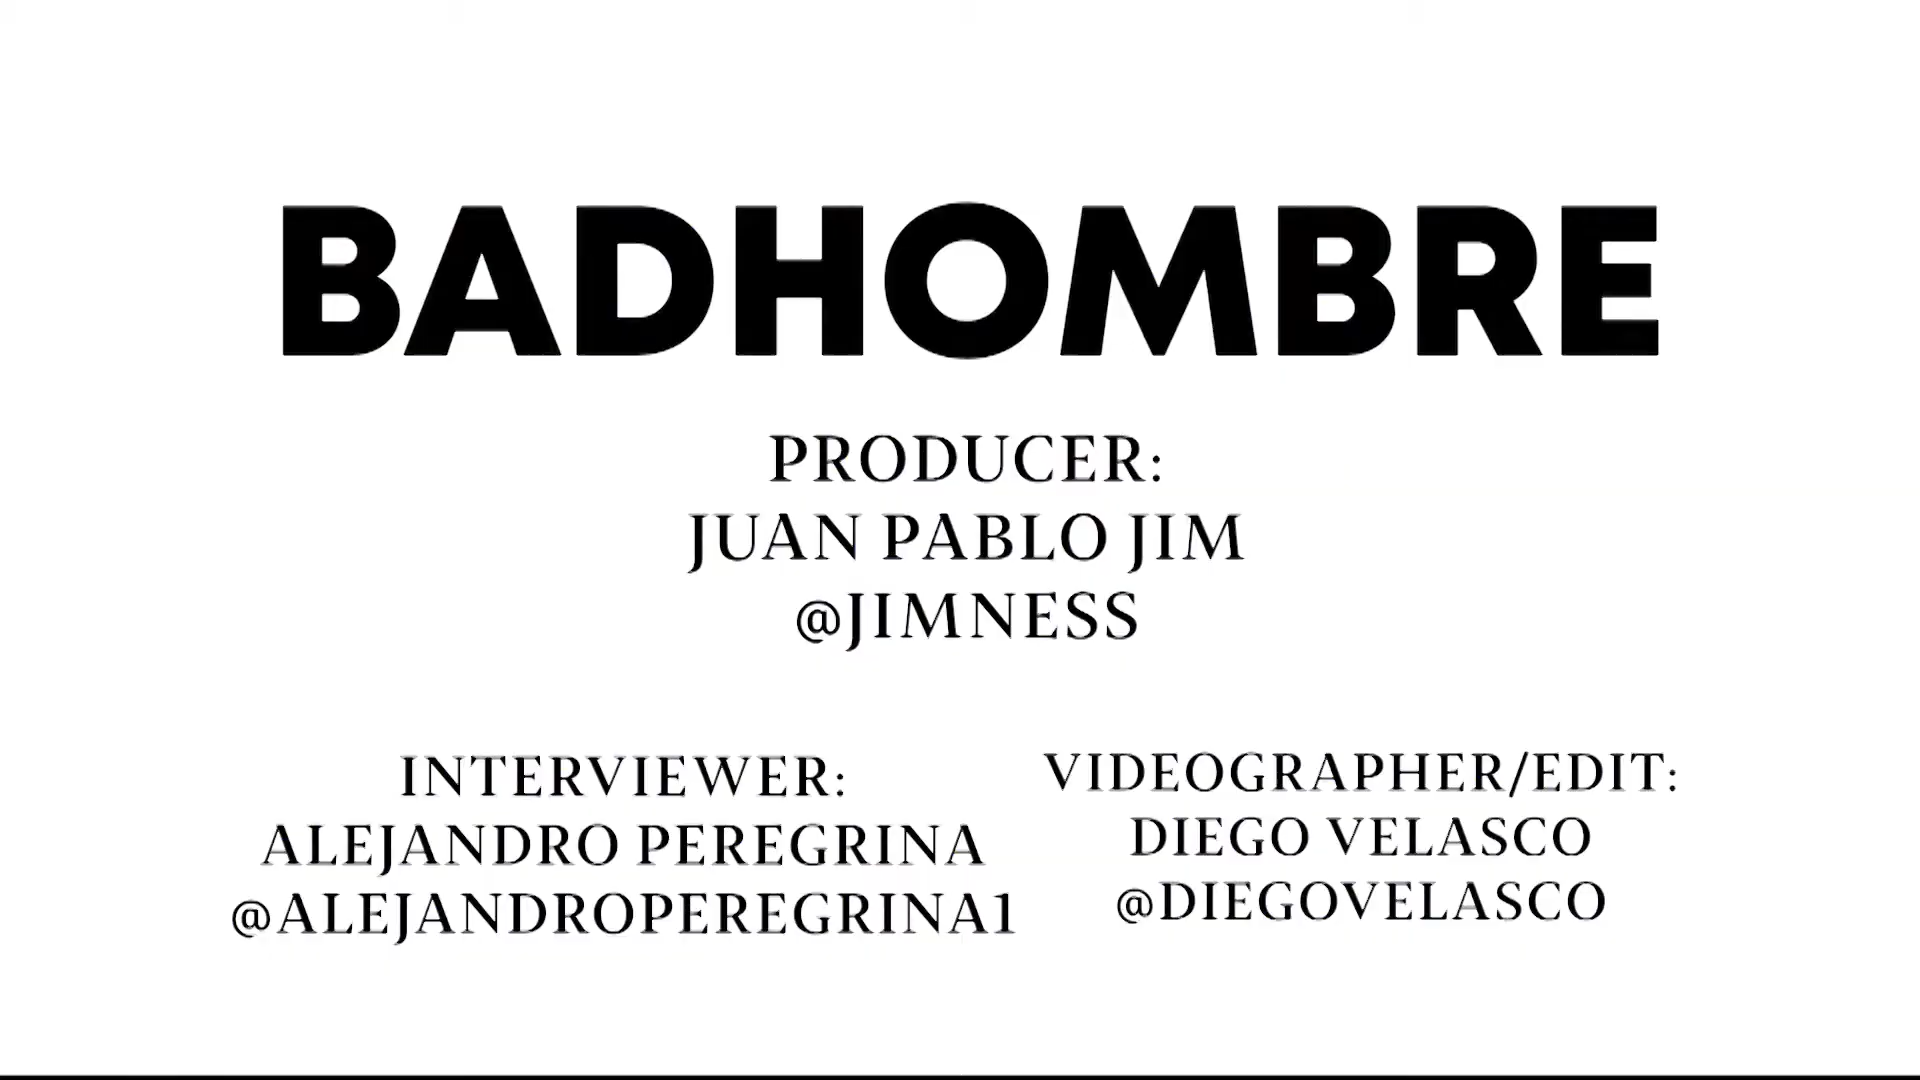 BADHOMBRE
PRODUCER:
JUAN PABLO JIM
@JIMNESS
INTERVIEWER:
ALEJANDRO PEREGRINA
@ALEJANDROPEREGRINA1
VIDEOGRAPHER/EDIT:
DIEGO VELASCO
@DIEGOVELASCO